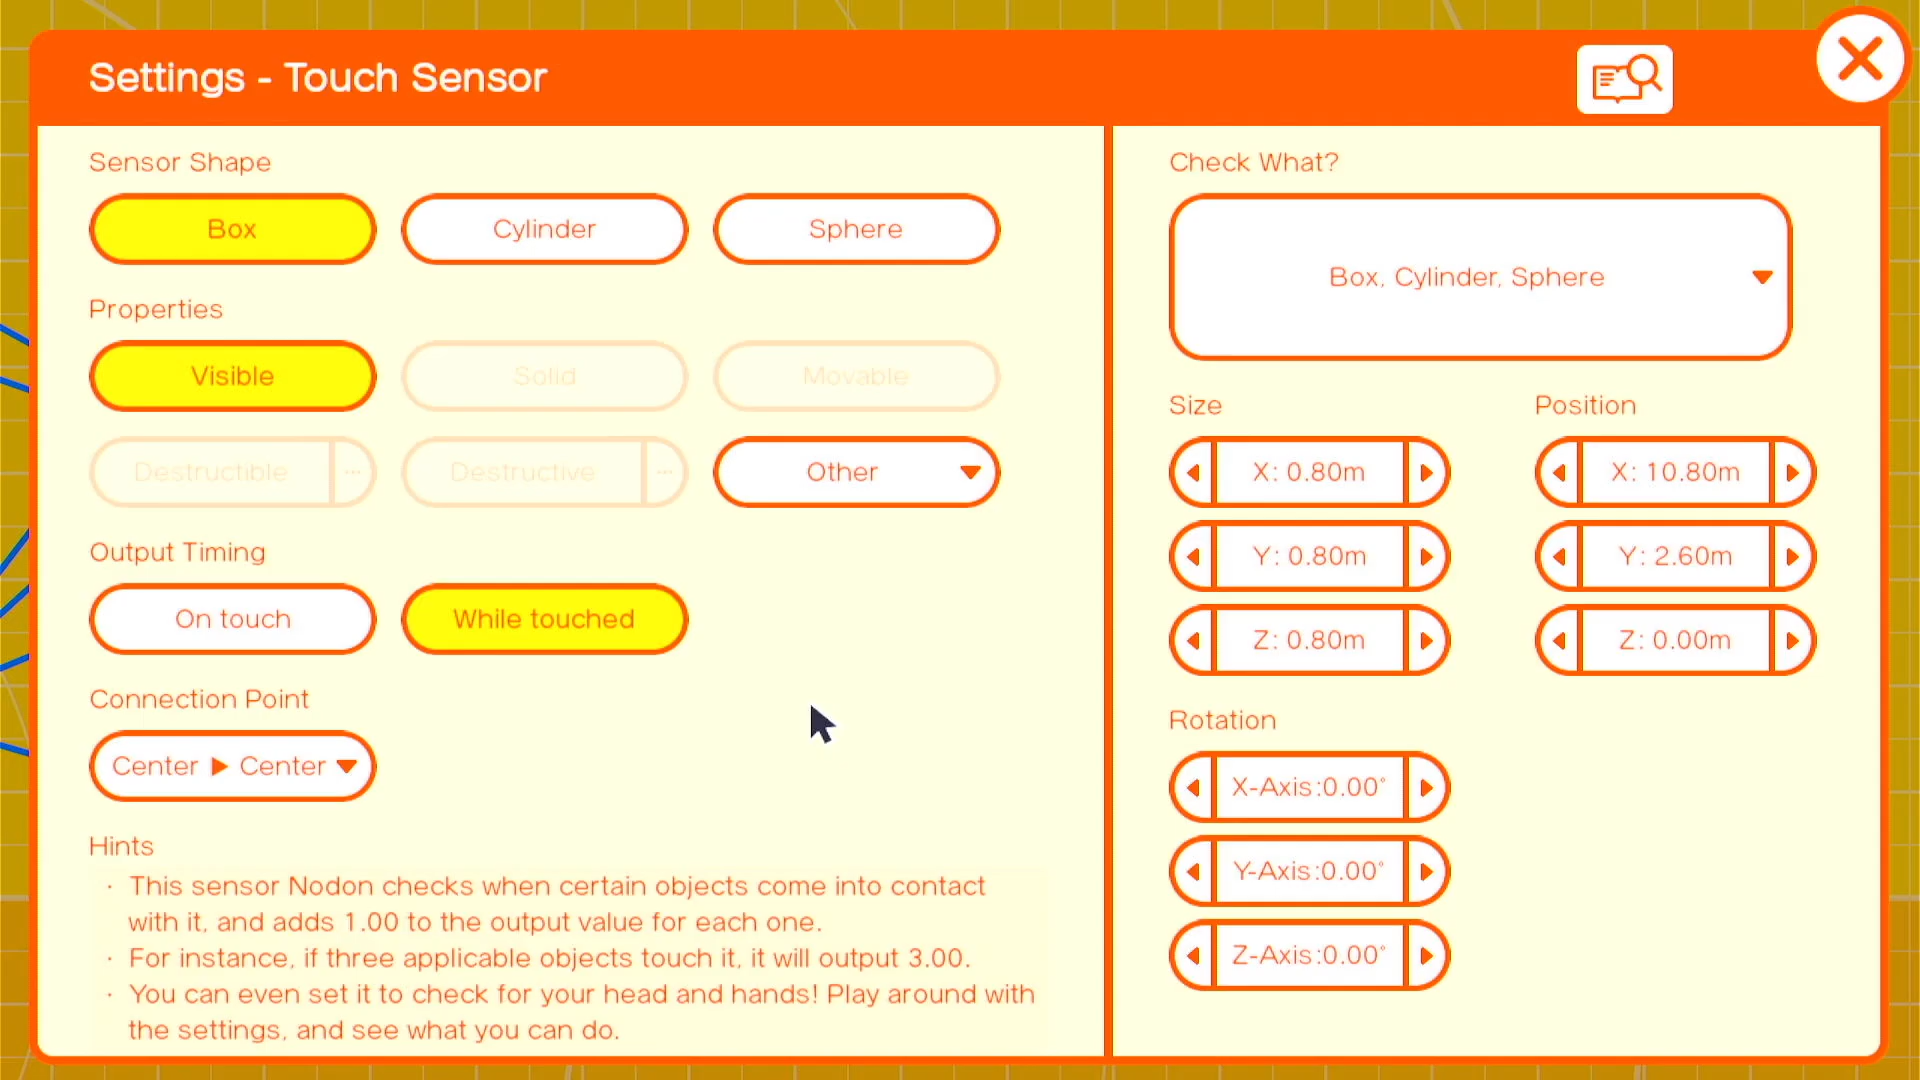 Settings - Touch Sensor
Sensor Shape
Box
Cylinder
Sphere
Properties
Visible
Solid
Movable
Destructible
...
Destructive
...
Other
Output Timing
On touch
While touched
Connection Point
Center ▶ Center
Hints
· This sensor Nodon checks when certain objects come into contact
with it, and adds 1.00 to the output value for each one.
· For instance, if three applicable objects touch it, it will output 3.00.
· You can even set it to check for your head and hands! Play around with
the settings, and see what you can do.
Check What?
Box, Cylinder, Sphere
Size
X: 0.80m
Y: 0.80m
Z: 0.80m
Position
X: 10.80m
Y: 2.60m
Z: 0.00m
Rotation
X-Axis:0.00°
Y-Axis:0.00°
Z-Axis:0.00°